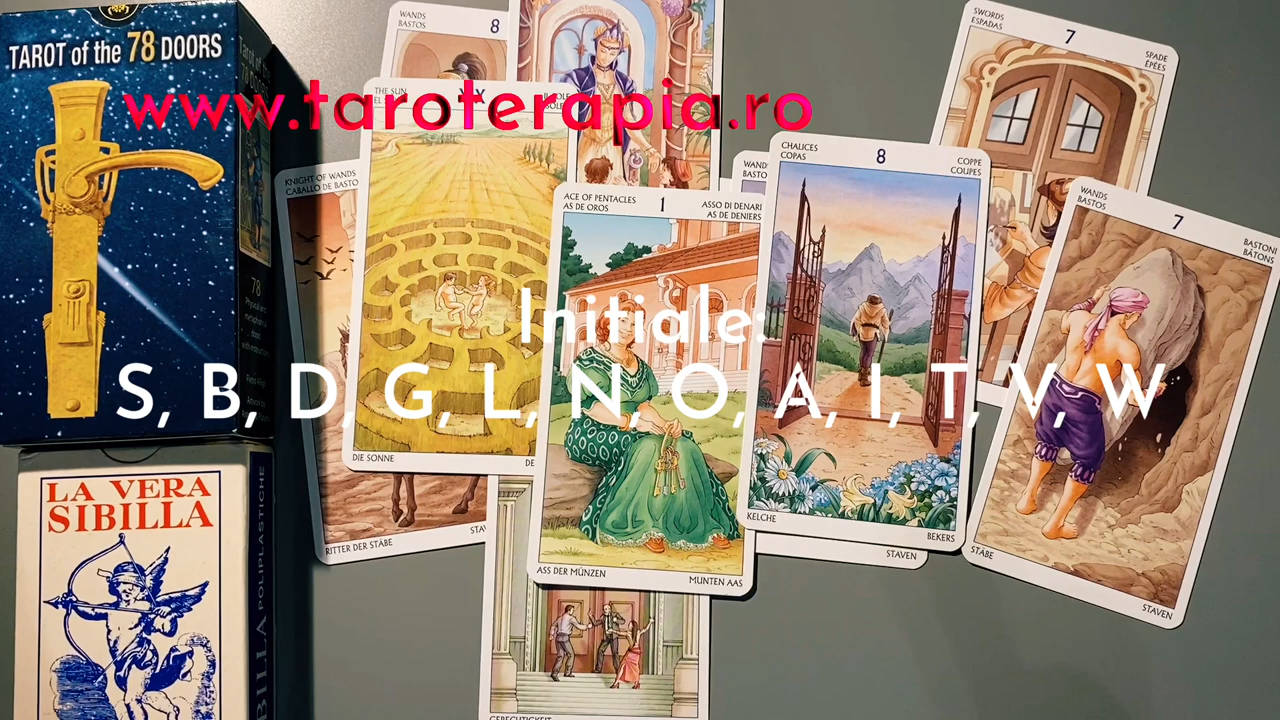 TAROT of the 78 DOORS
LA VERA
SIBILLA
POLIPLASTICHE
www.taroterapia.ro
Initiale:
S, B, D, G, L, N, O, A, I, T, V, W
WANDS
BASTOS
8
THE SUN
KNIGHT OF WANDS
CABALLO DE BASTO
RITTER DER STÄBE
DIE SONNE
ACE OF PENTACLES
AS DE OROS
1
ASSO DI DENARI
AS DE DENIERS
ASS DER MÜNZEN
MUNTEN AAS
WANDS
CHALICES
COPAS
8
COPPE
COUPES
KELCHE
BEKERS
STAVEN
SWORDS
ESPADAS
7
SPADE
ÉPÉES
WANDS
BASTOS
7
BASTONI
BÂTONS
STÄBE
STAVEN